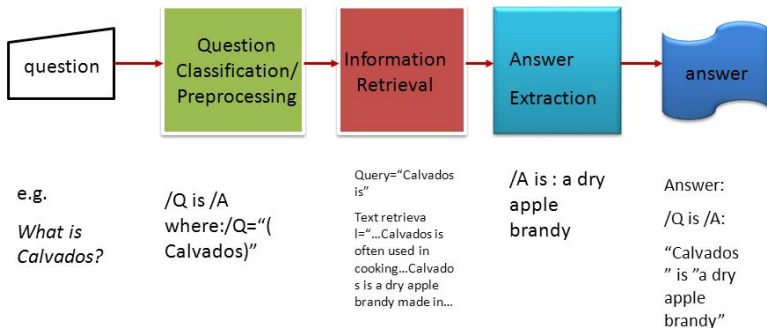 question
Question
Classification/
Preprocessing
Information
Retrieval
Answer
Extraction
answer
e.g.
What is
Calvados?
/Q is /A
where:/Q="(
Calvados)"
Query="Calvados
is"
Text retrieva
l="...Calvados is
often used in
cooking...Calvado
s is a dry apple
brandy made in...
/A is : a dry
apple
brandy
Answer:
/Q is /A:
"Calvados
" is "a dry
apple
brandy"